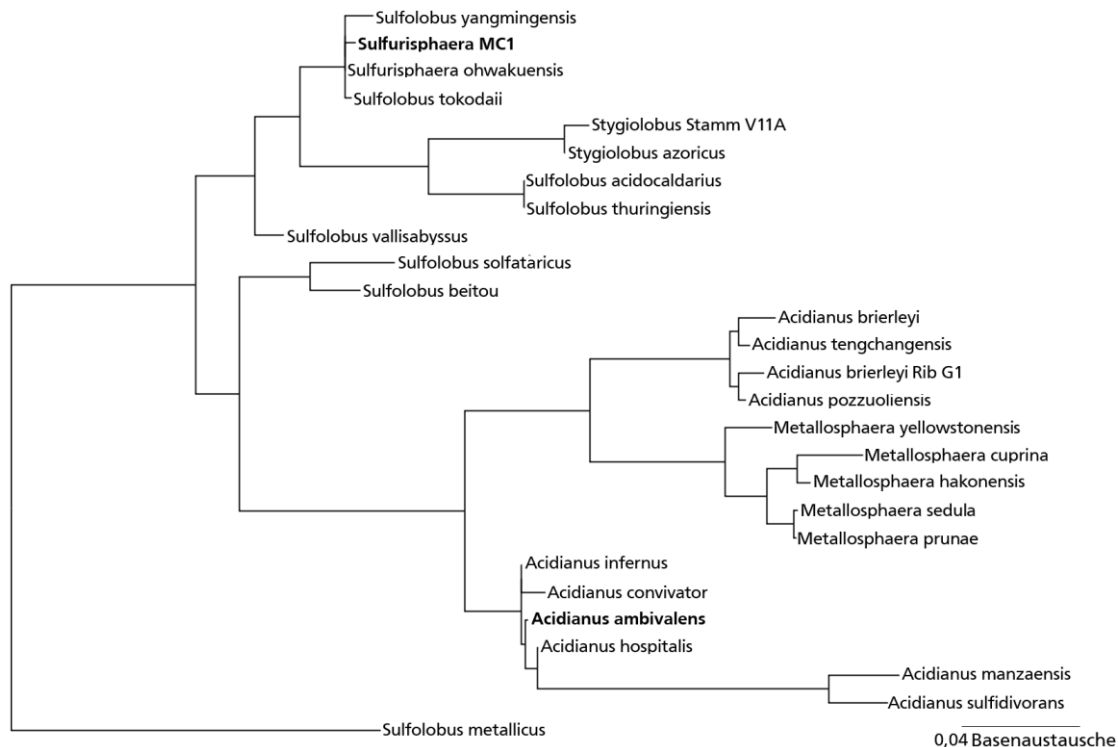 Sulfolobus yangmingensis
Sulfurisphaera MC1
Sulfurisphaera ohwakuensis
Sulfolobus tokodaii
Stygiolobus Stamm V11A
Stygiolobus azoricus
Sulfolobus acidocaldarius
Sulfolobus thuringiensis
Sulfolobus vallisabyssus
Sulfolobus solfataricus
Sulfolobus beitou
Acidianus brierleyi
Acidianus tengchangensis
Acidianus brierleyi Rib G1
Acidianus pozzuoliensis
Metallosphaera yellowstonensis
Metallosphaera cuprina
Metallosphaera hakonensis
Metallosphaera sedula
Metallosphaera prunae
Acidianus infernus
Acidianus convivator
Acidianus ambivalens
Acidianus hospitalis
Acidianus manzaensis
Acidianus sulfidivorans
Sulfolobus metallicus
0,04 Basenaustausche